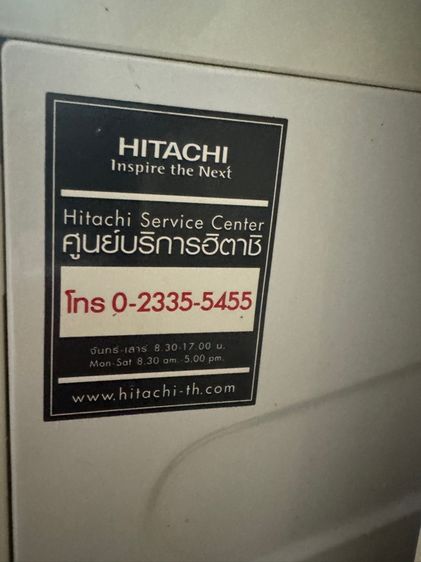 HITACHI
Inspire the Next
Hitachi Service Center
ศูนย์บริการฮิตาชิ
โทร 0-2335-5455
จันทร์-เสาร์ 8.30-17.00 น.
Mon-Sat 8.30 am.-5.00 pm.
www.hitachi-th.com